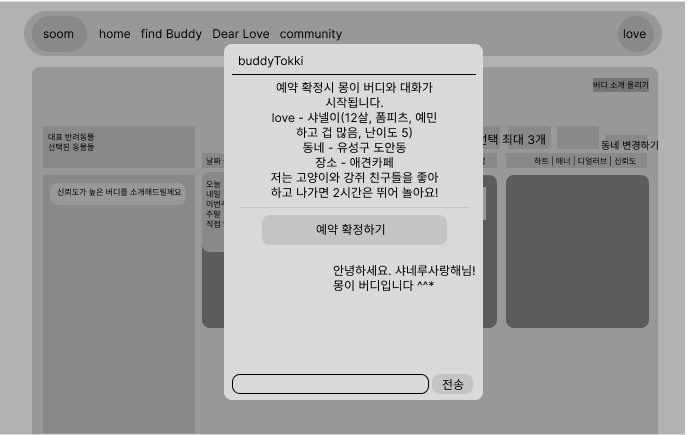 soom
home find Buddy Dear Love community
love
buddyTokki
예약 확정시 몽이 버디와 대화가
시작됩니다.
love - 샤넬이(12살, 폼피츠, 예민
하고 겁 많음, 난이도 5)
동네 - 유성구 도안동
장소 - 애견카페
저는 고양이와 강쥐 친구들을 좋아
하고 나가면 2시간은 뛰어 놀아요!
예약 확정하기
안녕하세요. 샤네루사랑해님!
몽이 버디입니다 ^^*
전송
버디 소개 올리기
대표 반려동물
선택된 동물들
신뢰도가 높은 버디를 소개해드릴께요
날짜
오늘
내일
주말
직접
최대 3개
동네 변경하기
하트 | 매너 | 디얼러브 | 신뢰도